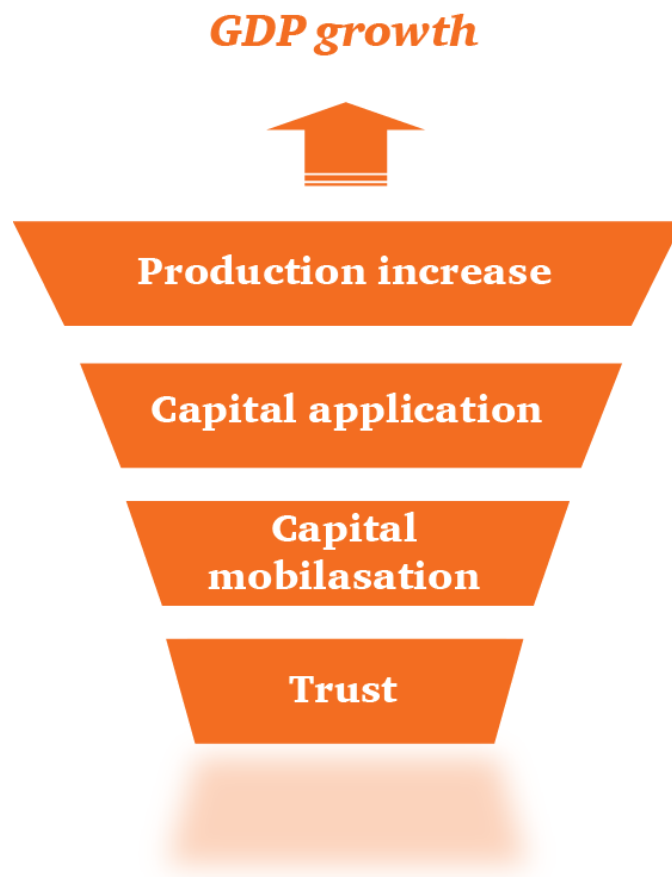 GDP growth
Production increase
Capital application
Capital
mobilasation
Trust